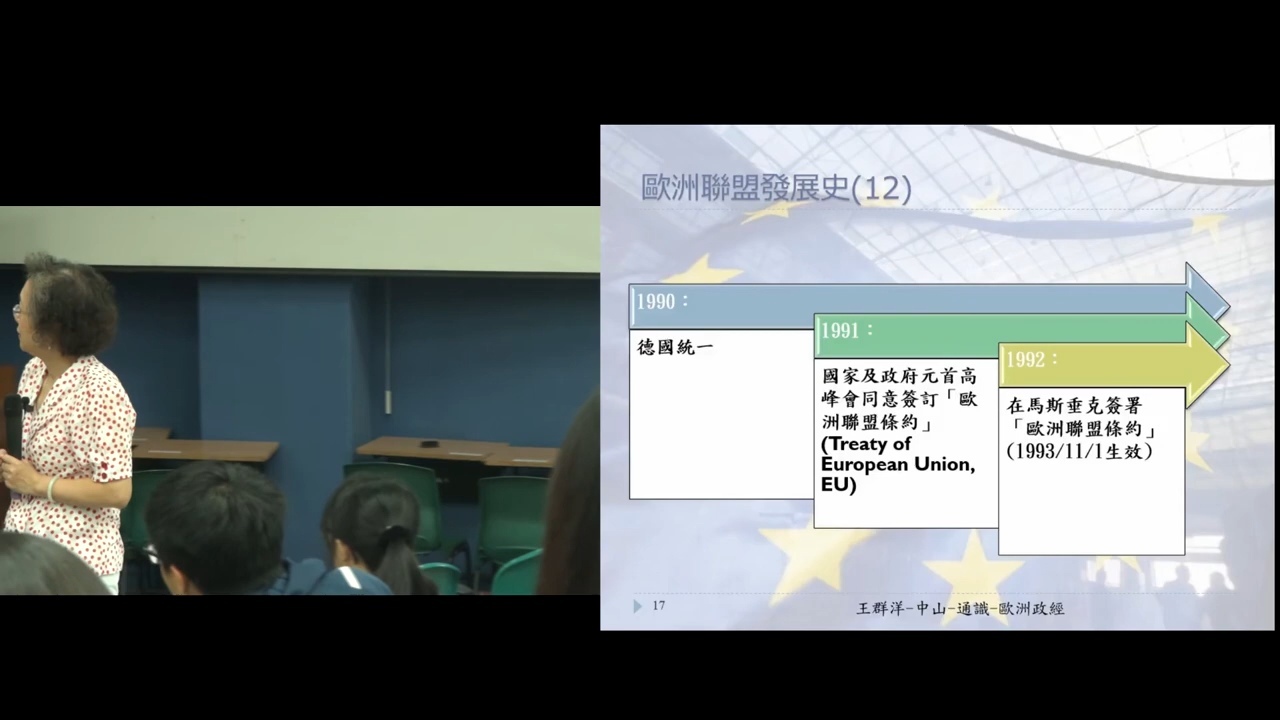 歐洲聯盟發展史(12)
1990：
德國統一
1991：
國家及政府元首高
峰會同意簽訂「歐
洲聯盟條約」
(Treaty of
European Union,
EU)
1992：
在馬斯垂克簽署
「歐洲聯盟條約」
(1993/11/1生效)
17
王群洋-中山-通識-歐洲政經